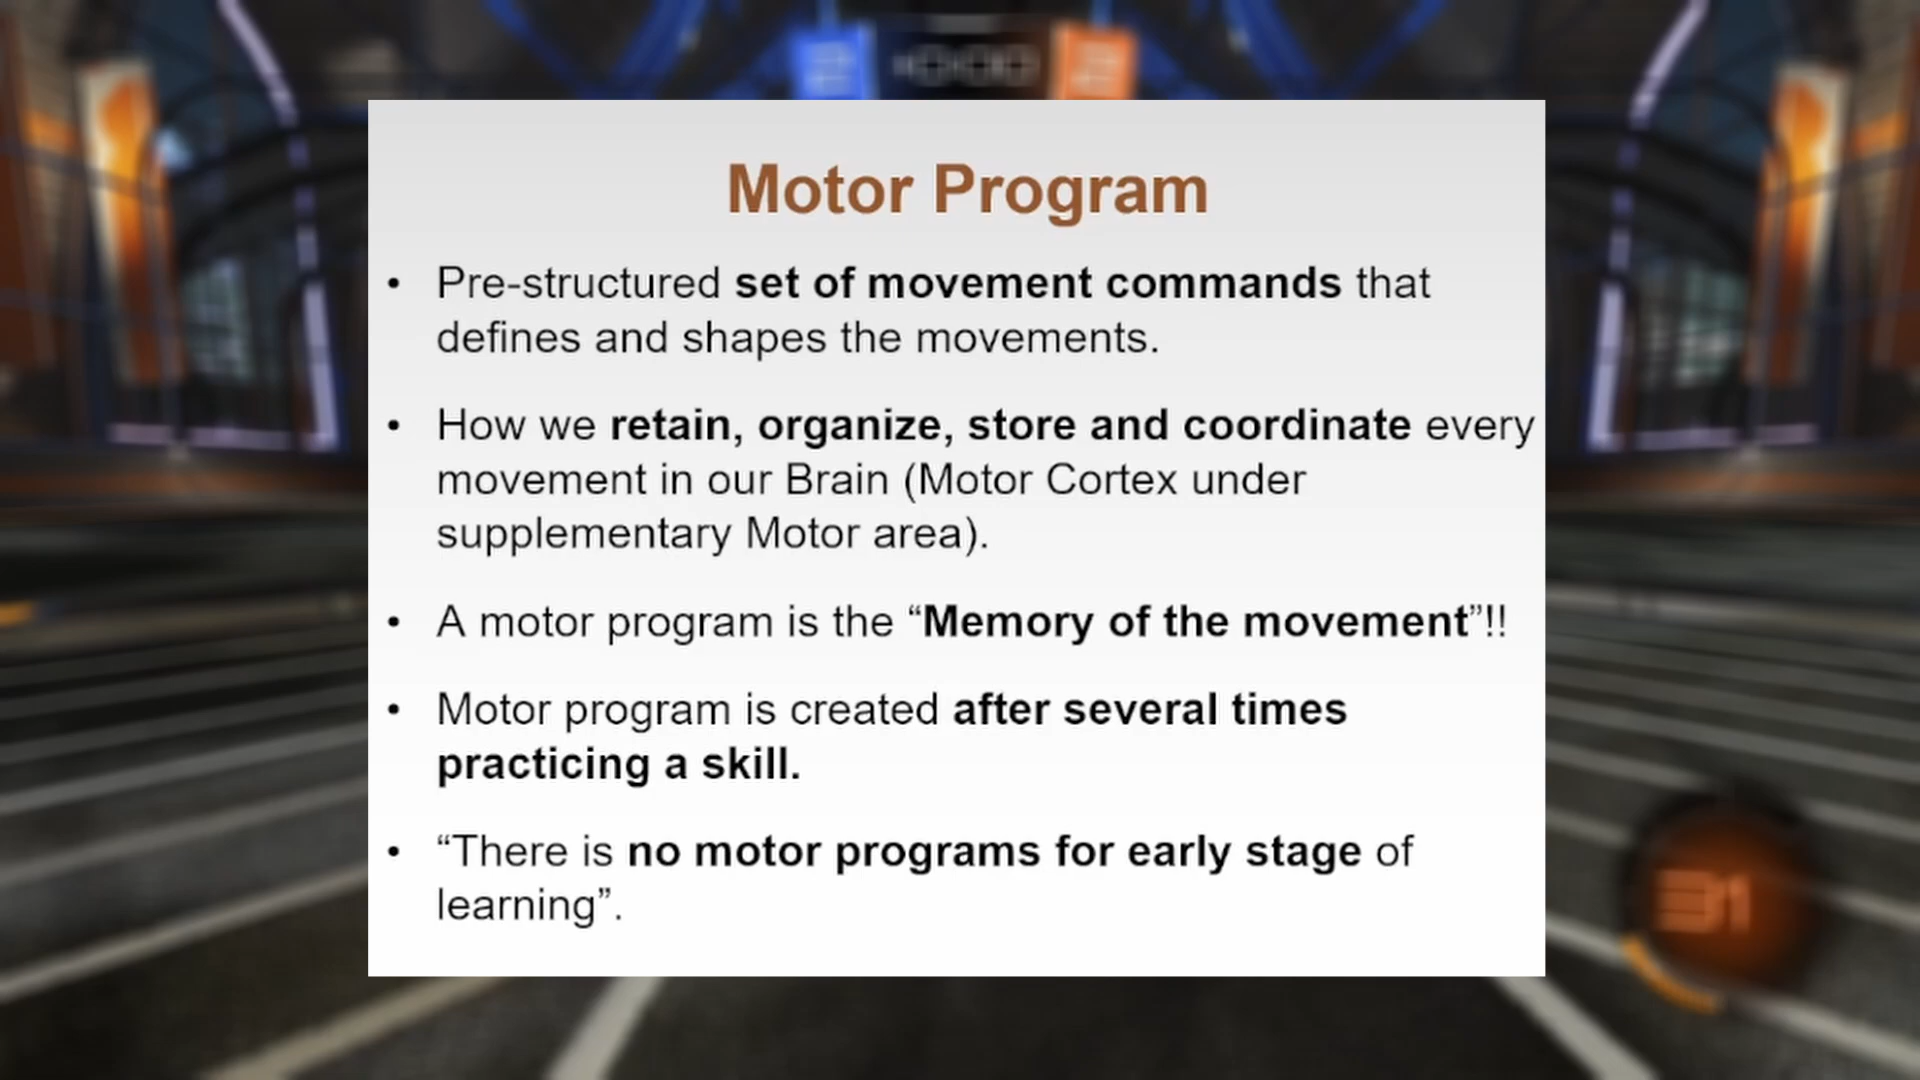 Motor Program
• Pre-structured set of movement commands that
defines and shapes the movements.
• How we retain, organize, store and coordinate every
movement in our Brain (Motor Cortex under
supplementary Motor area).
• A motor program is the “Memory of the movement”!!
• Motor program is created after several times
practicing a skill.
• “There is no motor programs for early stage of
learning”.
31